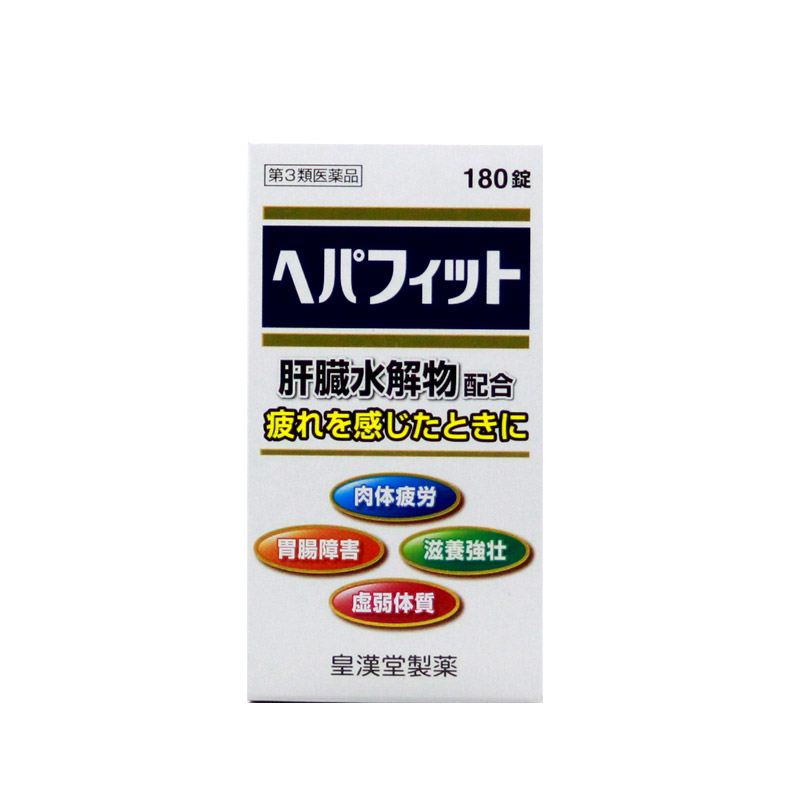 第3類医薬品
180錠
ヘパフィット
肝臓水解物配合
疲れを感じたときに
肉体疲労
胃腸障害
滋養強壮
虚弱体質
皇漢堂製薬